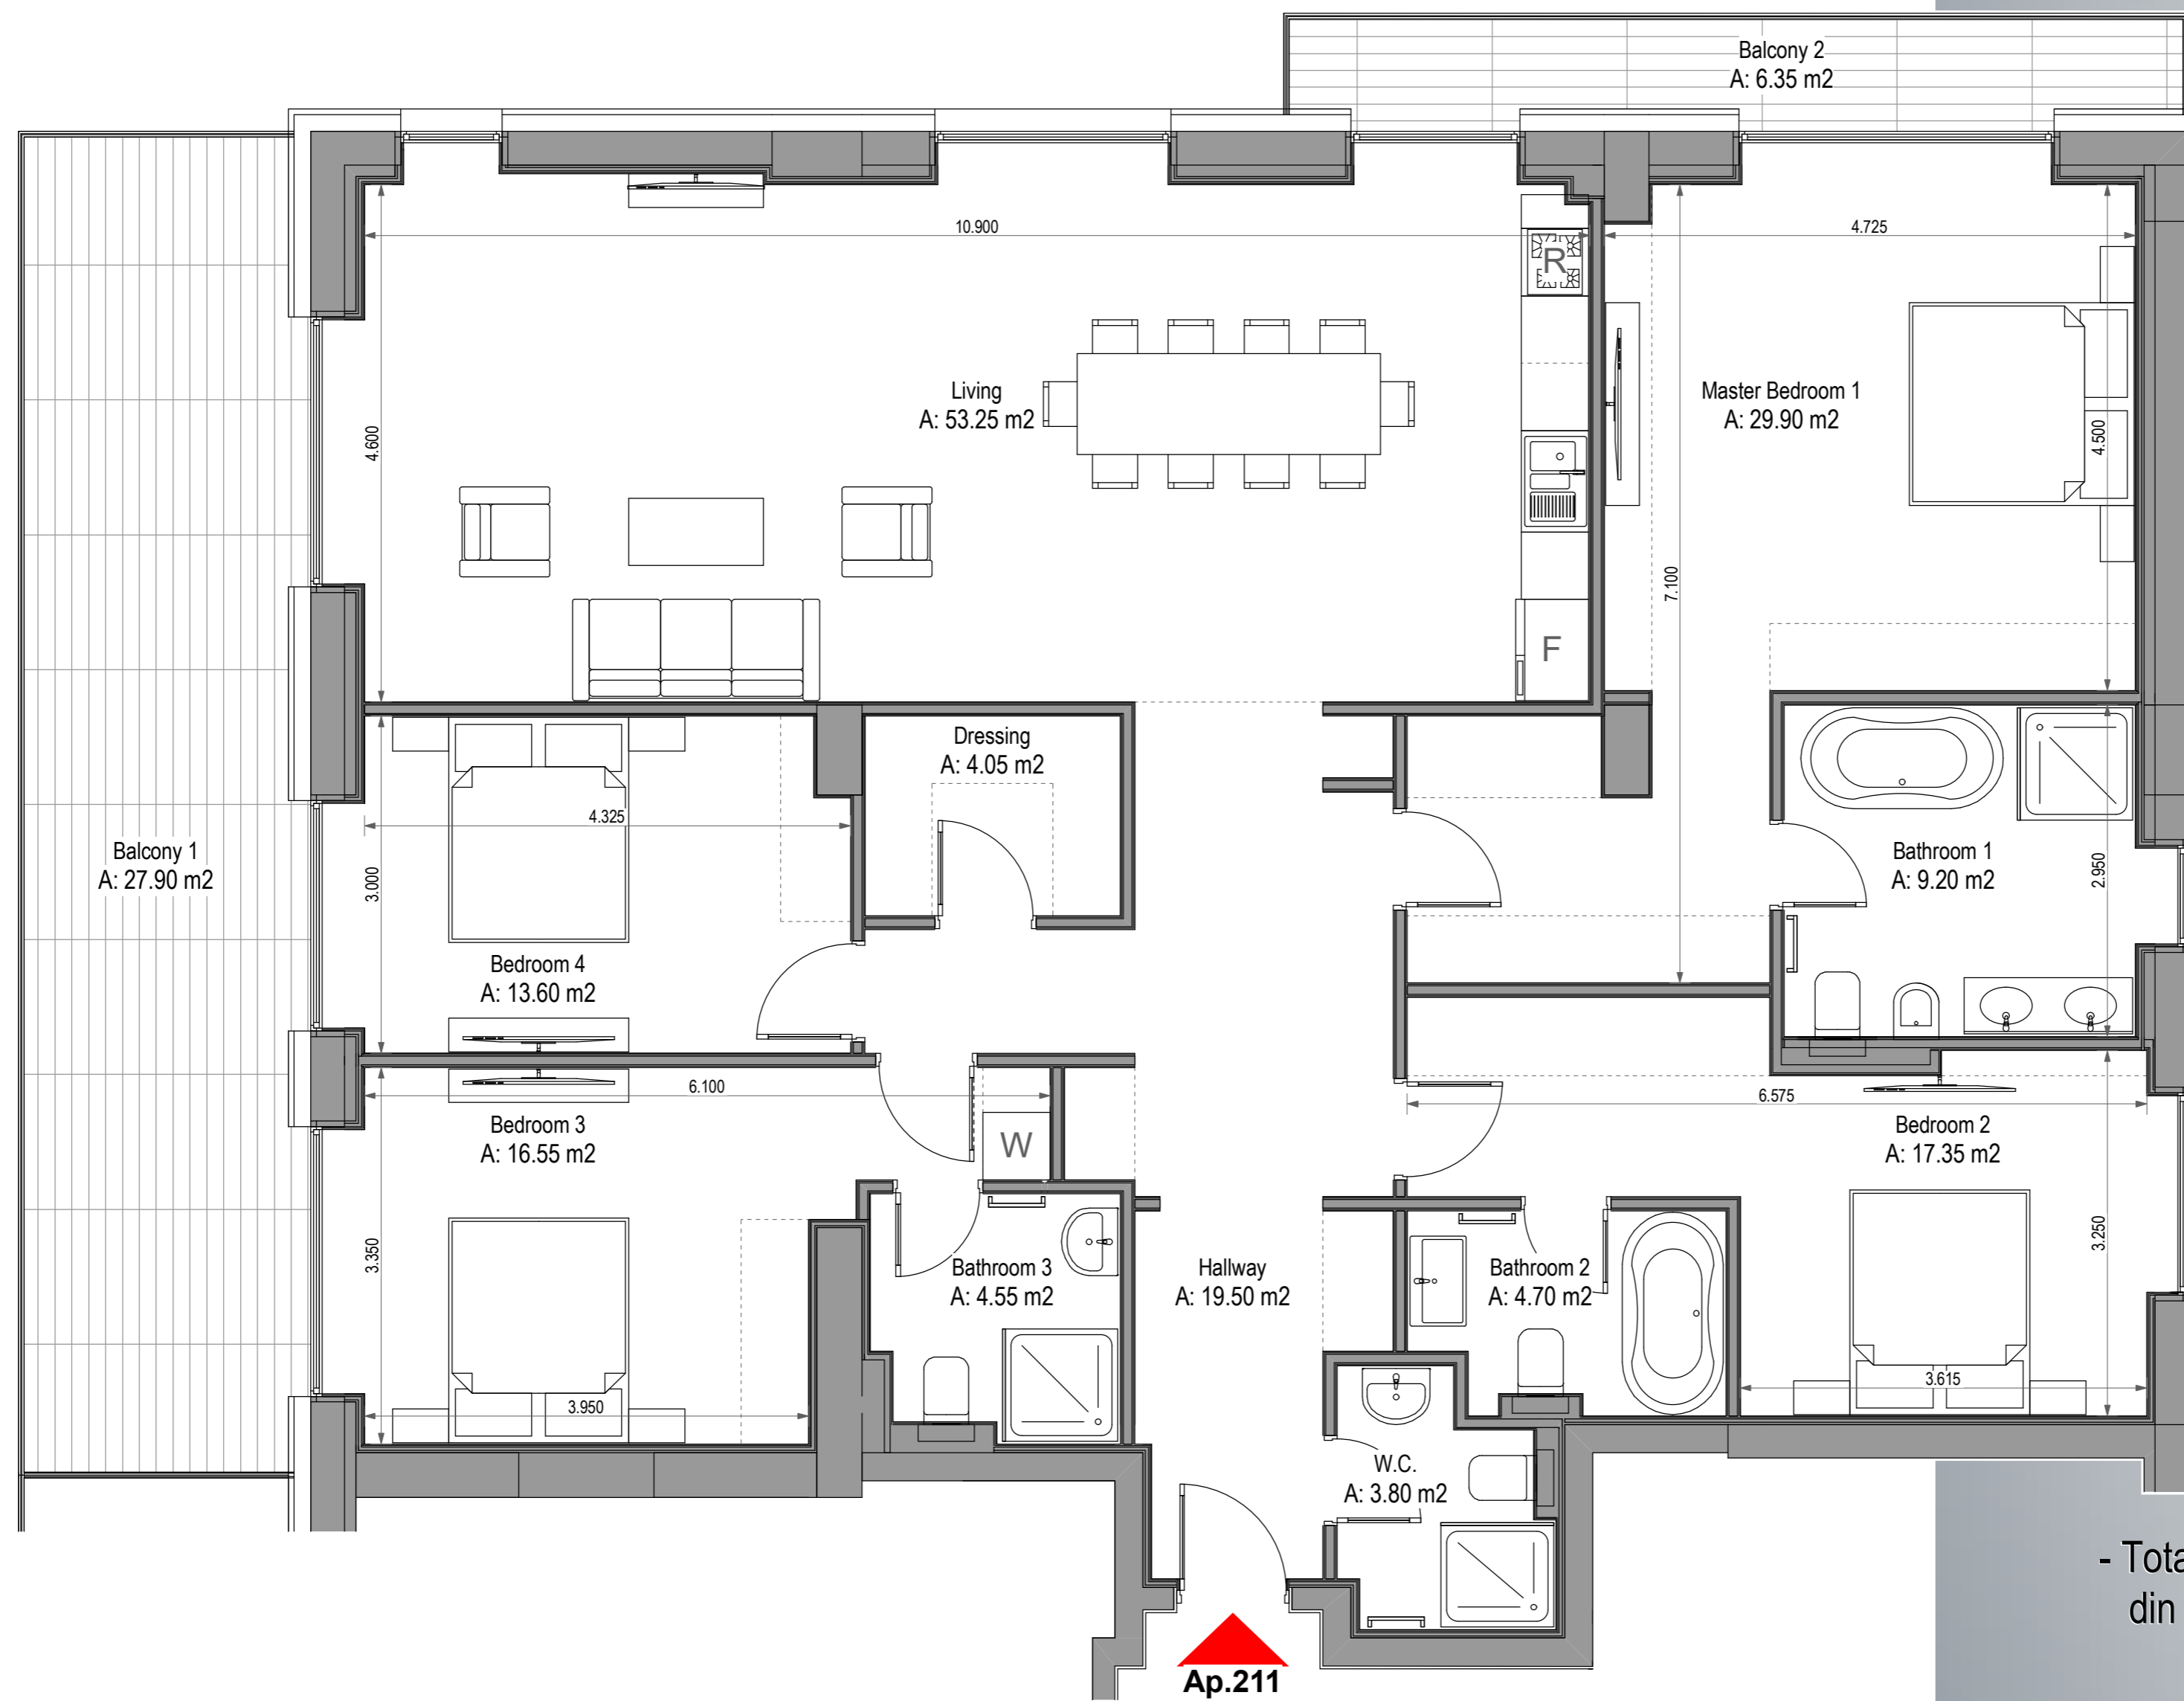 Balcony 2
A: 6.35 m2
10.900
4.725
R
Living
A: 53.25 m2
Master Bedroom 1
A: 29.90 m2
4.600
4.500
7.100
F
Dressing
A: 4.05 m2
4.325
3.000
Balcony 1
A: 27.90 m2
Bathroom 1
A: 9.20 m2
2.950
Bedroom 4
A: 13.60 m2
6.100
6.575
Bedroom 3
A: 16.55 m2
W
Bedroom 2
A: 17.35 m2
3.350
3.250
Bathroom 3
A: 4.55 m2
Hallway
A: 19.50 m2
Bathroom 2
A: 4.70 m2
3.950
3.615
W.C.
A: 3.80 m2
- Tota
din
Ap.211